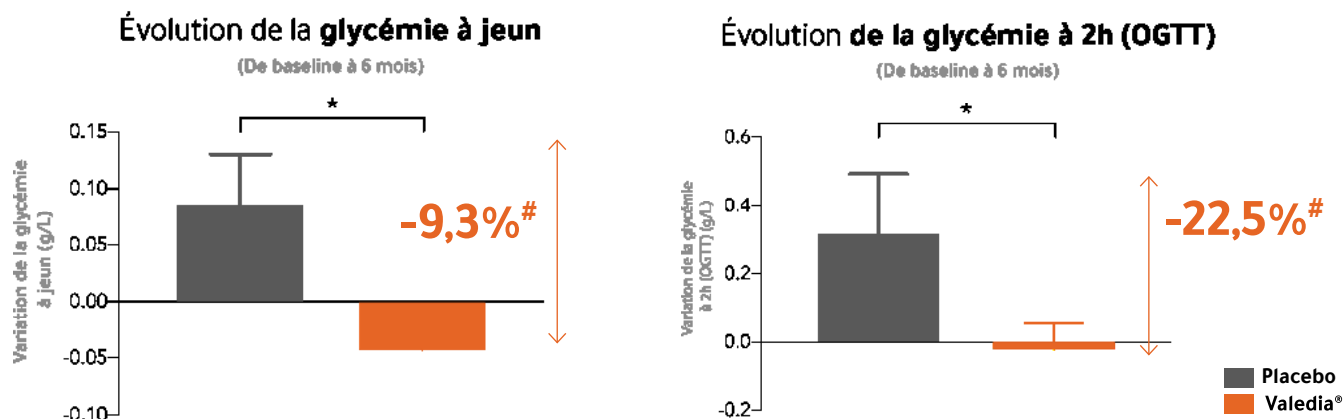 Évolution de la glycémie à jeun
(De baseline à 6 mois)
*
0.15
0.10
0.05
0.00
-0.05
-0.10
Variation de la glycémie
à jeun (g/L)
-9,3%#
Évolution de la glycémie à 2h (OGTT)
(De baseline à 6 mois)
*
0.6
0.4
0.2
0.0
-0.2
Variation de la glycémie
à 2h (OGTT) (g/L)
-22,5%#
Placebo
Valedia®